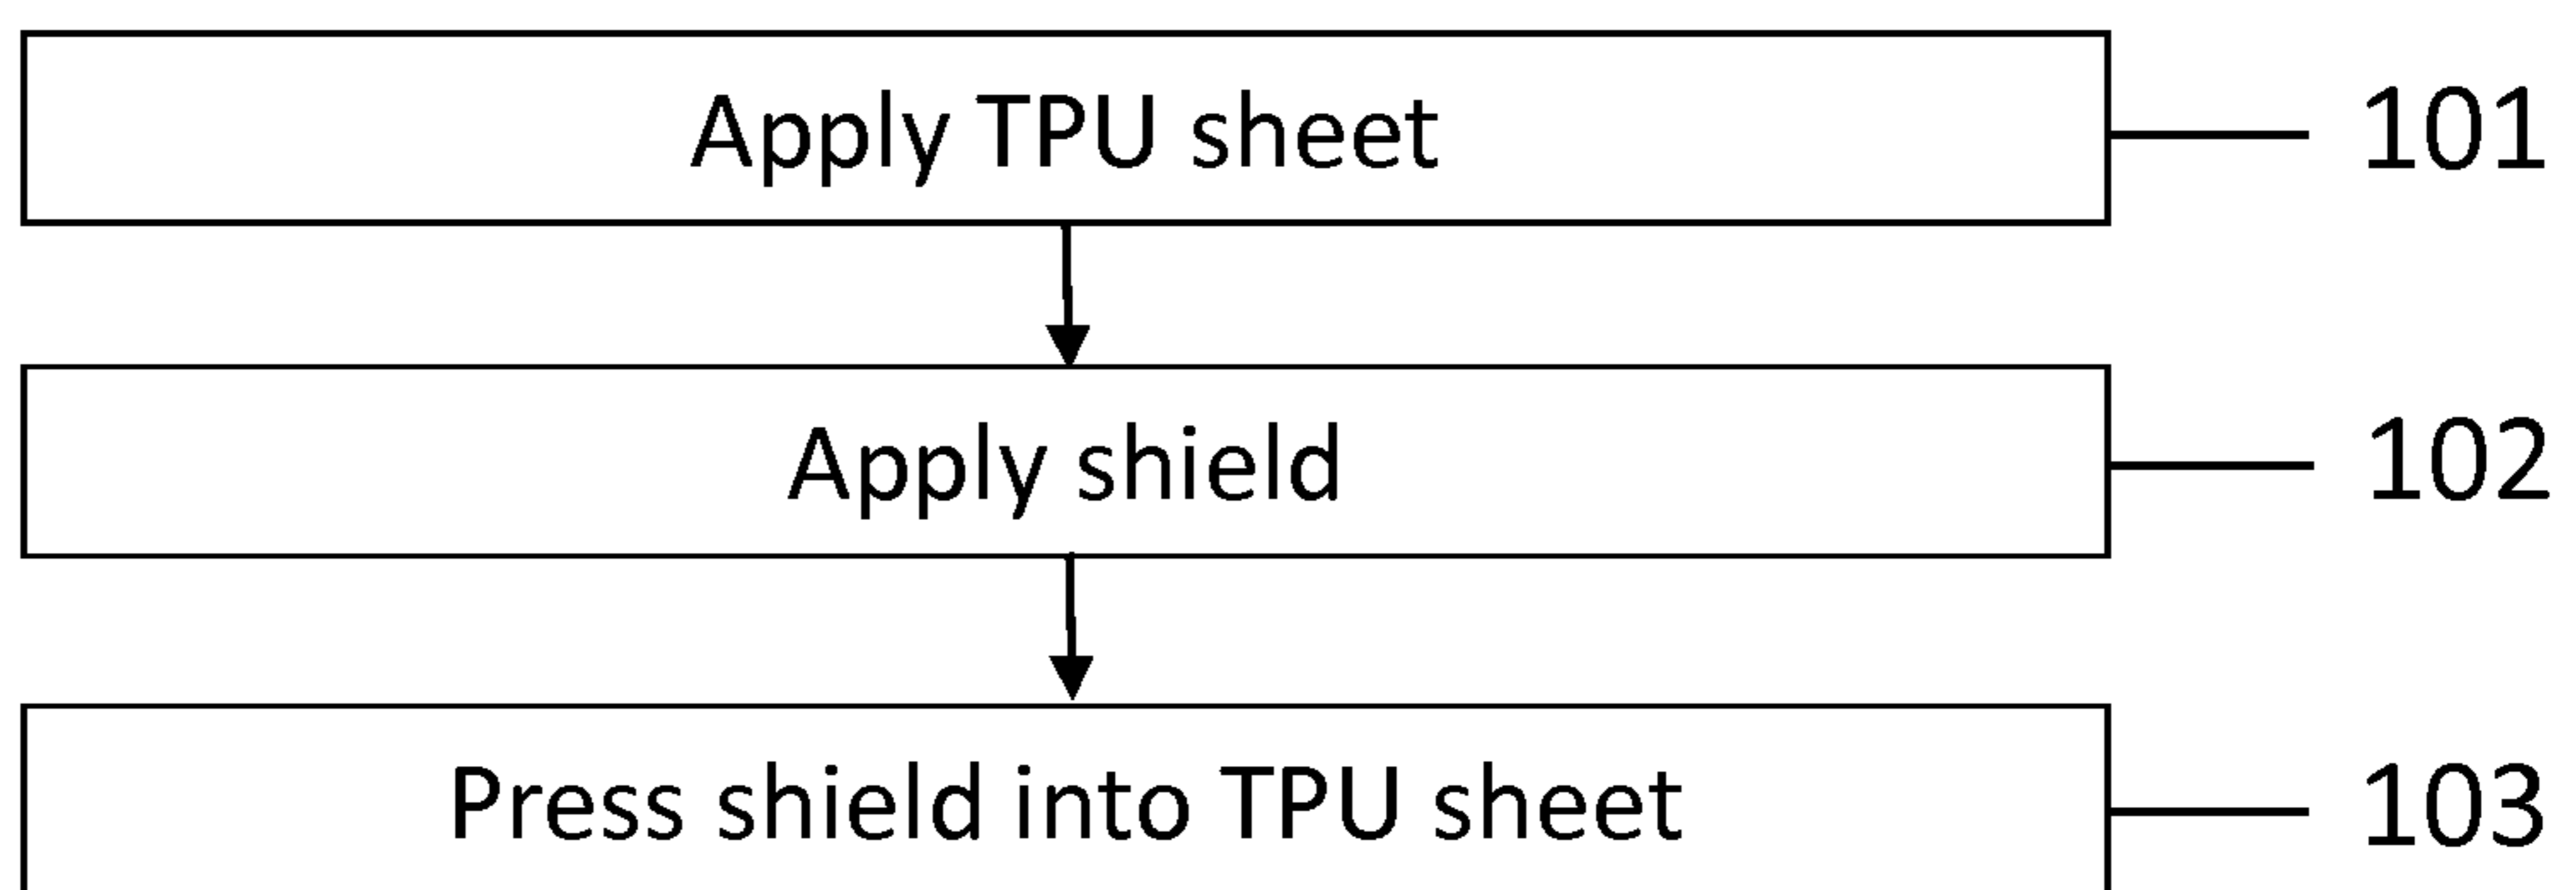 Apply TPU sheet 101
Apply shield 102
Press shield into TPU sheet 103